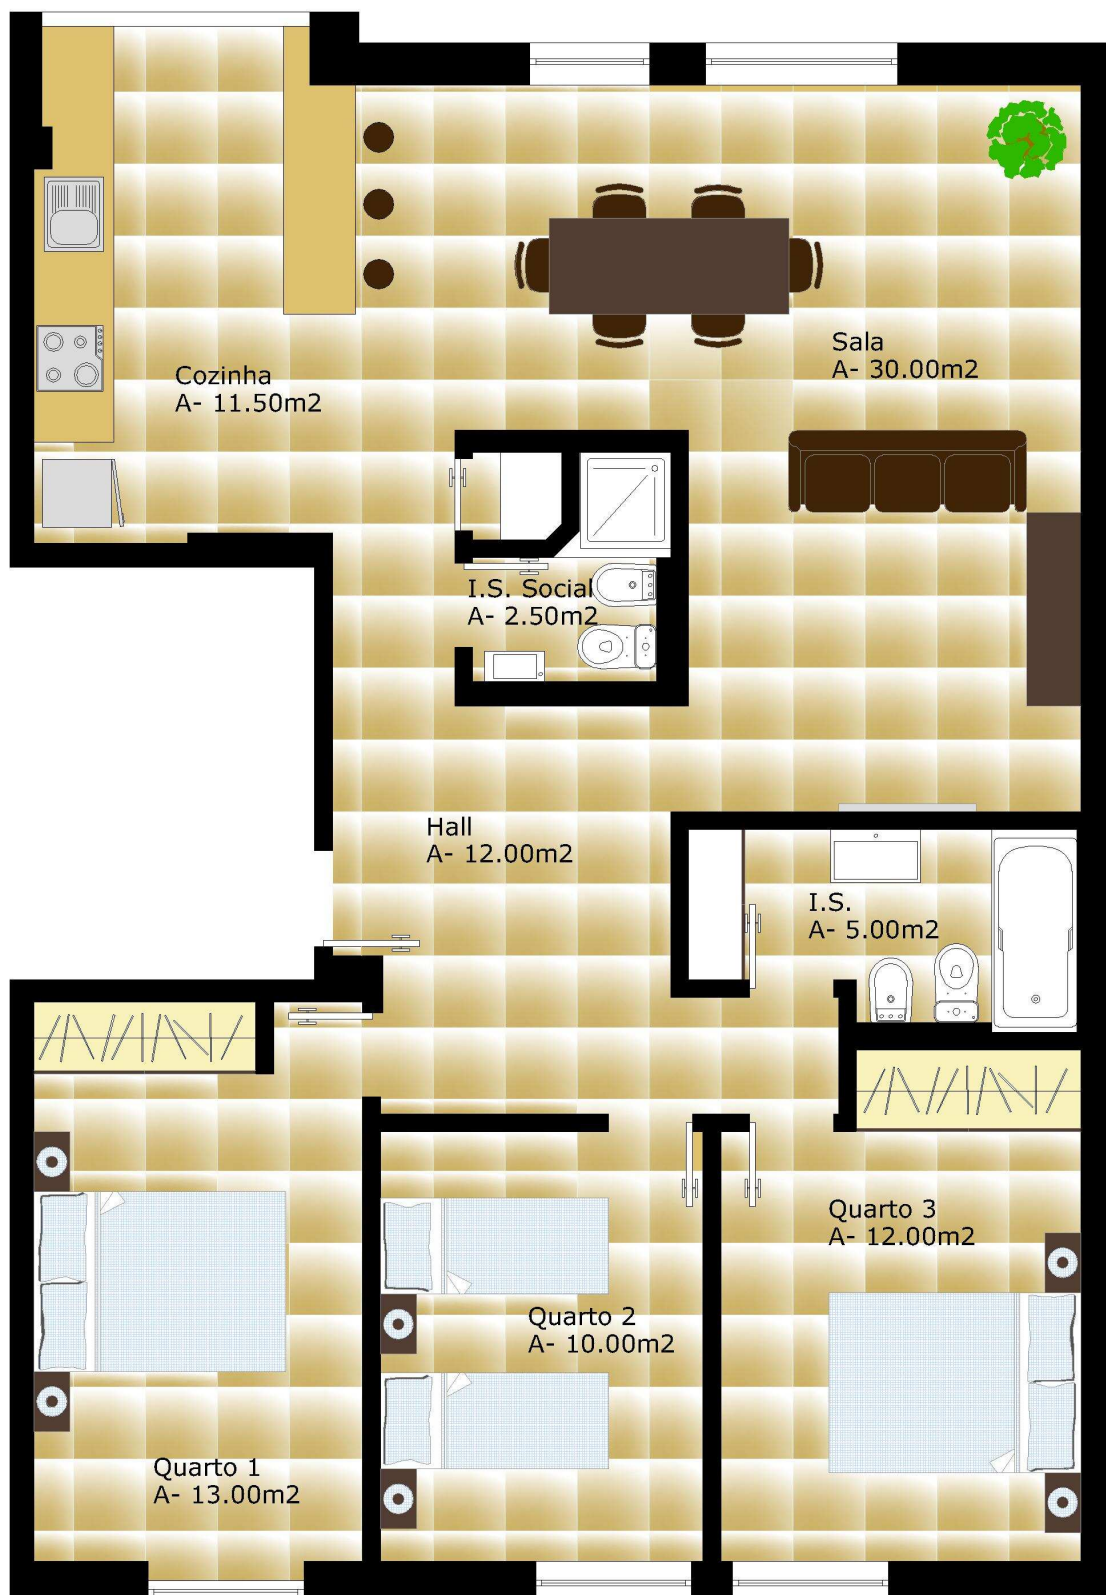 Sala
A- 30.00m2
Cozinha
A- 11.50m2
I.S. Social
A- 2.50m2
Hall
A- 12.00m2
I.S.
A- 5.00m2
Quarto 3
A- 12.00m2
Quarto 2
A- 10.00m2
Quarto 1
A- 13.00m2